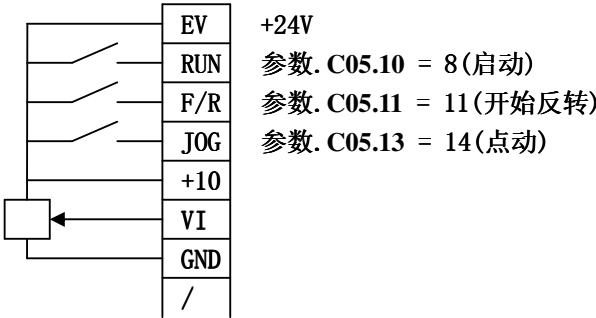 EV +24V
RUN 参数. C05.10 = 8(启动)
F/R 参数. C05.11 = 11(开始反转)
JOG 参数. C05.13 = 14(点动)
+10
VI
GND
/